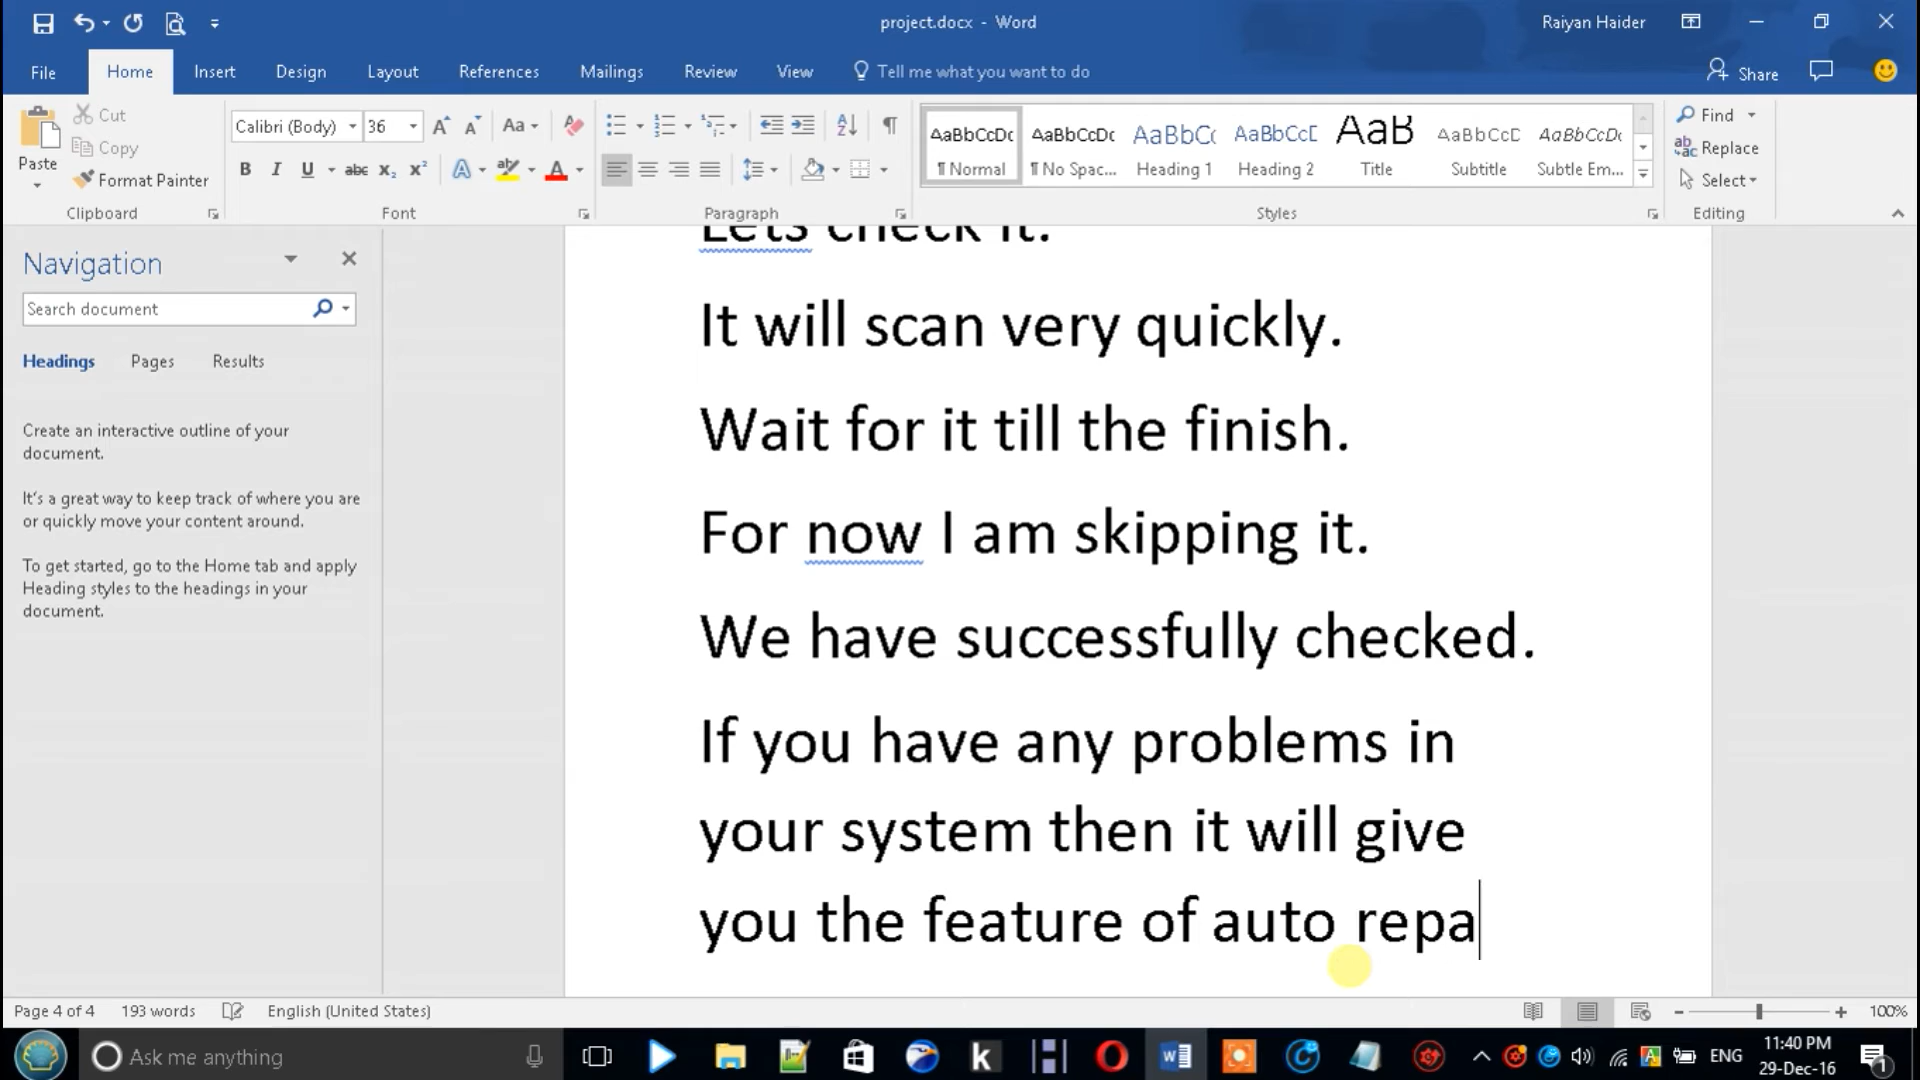 project.docx - Word
Raiyan Haider
File Home Insert Design Layout References Mailings Review View Tell me what you want to do Share
Paste
Cut
Copy
Format Painter
Clipboard
Calibri (Body) 36 Aa
B I U abc x₂ x² A ab A
Font
Paragraph
AaBbCcDc AaBbCcDc AaBbC AaBbCcE AaB AaBbCcD AaBbCcDc
¶ Normal ¶ No Spac... Heading 1 Heading 2 Title Subtitle Subtle Em...
Styles
Find
Replace
Select
Editing
Navigation
Search document
Headings Pages Results
Create an interactive outline of your
document.
It's a great way to keep track of where you are
or quickly move your content around.
To get started, go to the Home tab and apply
Heading styles to the headings in your
document.
Lets check it.
It will scan very quickly.
Wait for it till the finish.
For now I am skipping it.
We have successfully checked.
If you have any problems in
your system then it will give
you the feature of auto repa
Page 4 of 4 193 words English (United States) 100%
Ask me anything
ENG
11:40 PM
29-Dec-16
1